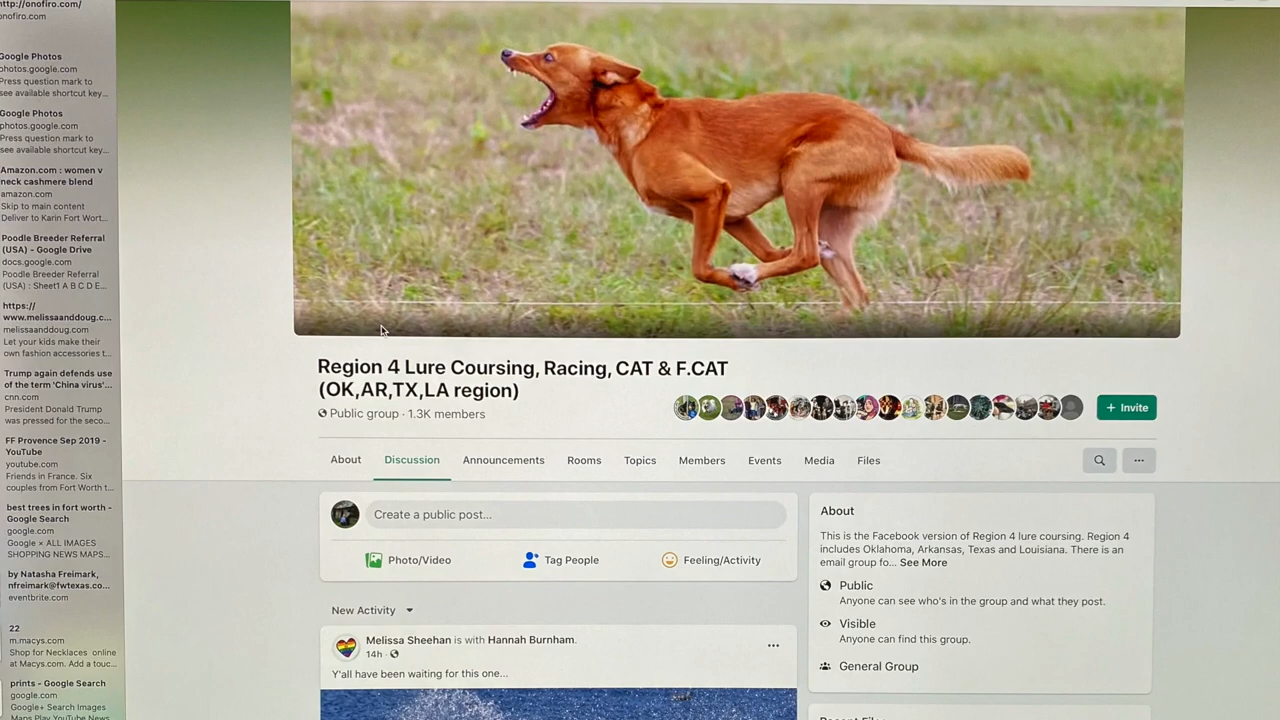 http://onofiro.com/
onofiro.com
Google Photos
photos.google.com
Press question mark to
see available shortcut key...
Google Photos
photos.google.com
Press question mark to
see available shortcut key...
Amazon.com : women v
neck cashmere blend
amazon.com
Skip to main content
Deliver to Karin Fort Wort...
Poodle Breeder Referral
(USA) - Google Drive
docs.google.com
Poodle Breeder Referral
(USA) : Sheet1 A B C D E...
https://
www.melissaanddoug.c...
melissaanddoug.com
Let your kids make their
own fashion accessories t...
Trump again defends use
of the term 'China virus'...
cnn.com
President Donald Trump
was pressed for the seco...
FF Provence Sep 2019 -
YouTube
youtube.com
Friends in France. Six
couples from Fort Worth t...
best trees in fort worth -
Google Search
google.com
Google × ALL IMAGES
SHOPPING NEWS MAPS...
by Natasha Freimark,
nfreimark@fwtexas.co...
eventbrite.com
22
m.macys.com
Shop for Necklaces online
at Macys.com. Add a touc...
prints - Google Search
google.com
Google+ Search Images
Maps Play YouTube News
Region 4 Lure Coursing, Racing, CAT & F.CAT
(OK,AR,TX,LA region)
Public group · 1.3K members
+ Invite
About Discussion Announcements Rooms Topics Members Events Media Files
Create a public post...
Photo/Video Tag People Feeling/Activity
New Activity
Melissa Sheehan is with Hannah Burnham.
14h ·
Y'all have been waiting for this one...
About
This is the Facebook version of Region 4 lure coursing. Region 4
includes Oklahoma, Arkansas, Texas and Louisiana. There is an
email group fo... See More
Public
Anyone can see who's in the group and what they post.
Visible
Anyone can find this group.
General Group
Recent Files